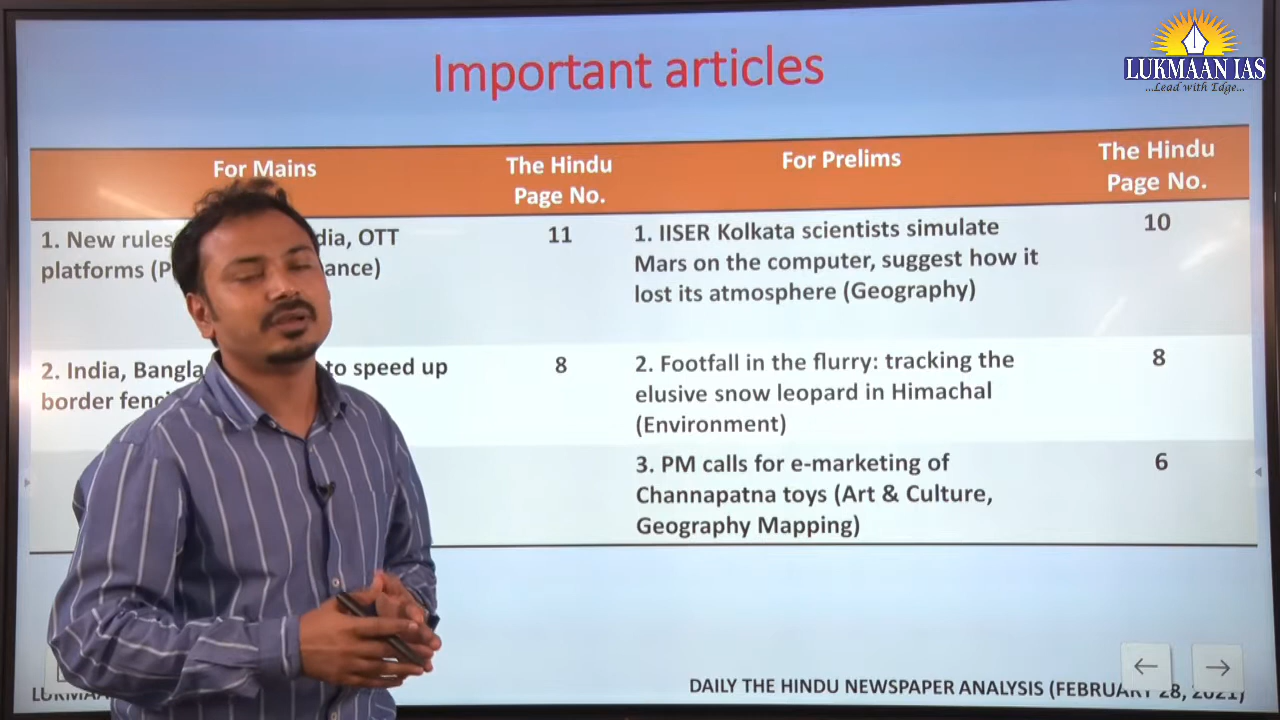 Important articles
LUKMAAN IAS
...Lead with Edge...
For Mains
The Hindu
Page No.
For Prelims
The Hindu
Page No.
1. New rules dia, OTT
platforms (P ance)
11
1. IISER Kolkata scientists simulate
Mars on the computer, suggest how it
lost its atmosphere (Geography)
10
2. India, Bangla to speed up
border fenc
8
2. Footfall in the flurry: tracking the
elusive snow leopard in Himachal
(Environment)
8
3. PM calls for e-marketing of
Channapatna toys (Art & Culture,
Geography Mapping)
6
DAILY THE HINDU NEWSPAPER ANALYSIS (FEBRUARY 28, 2021)